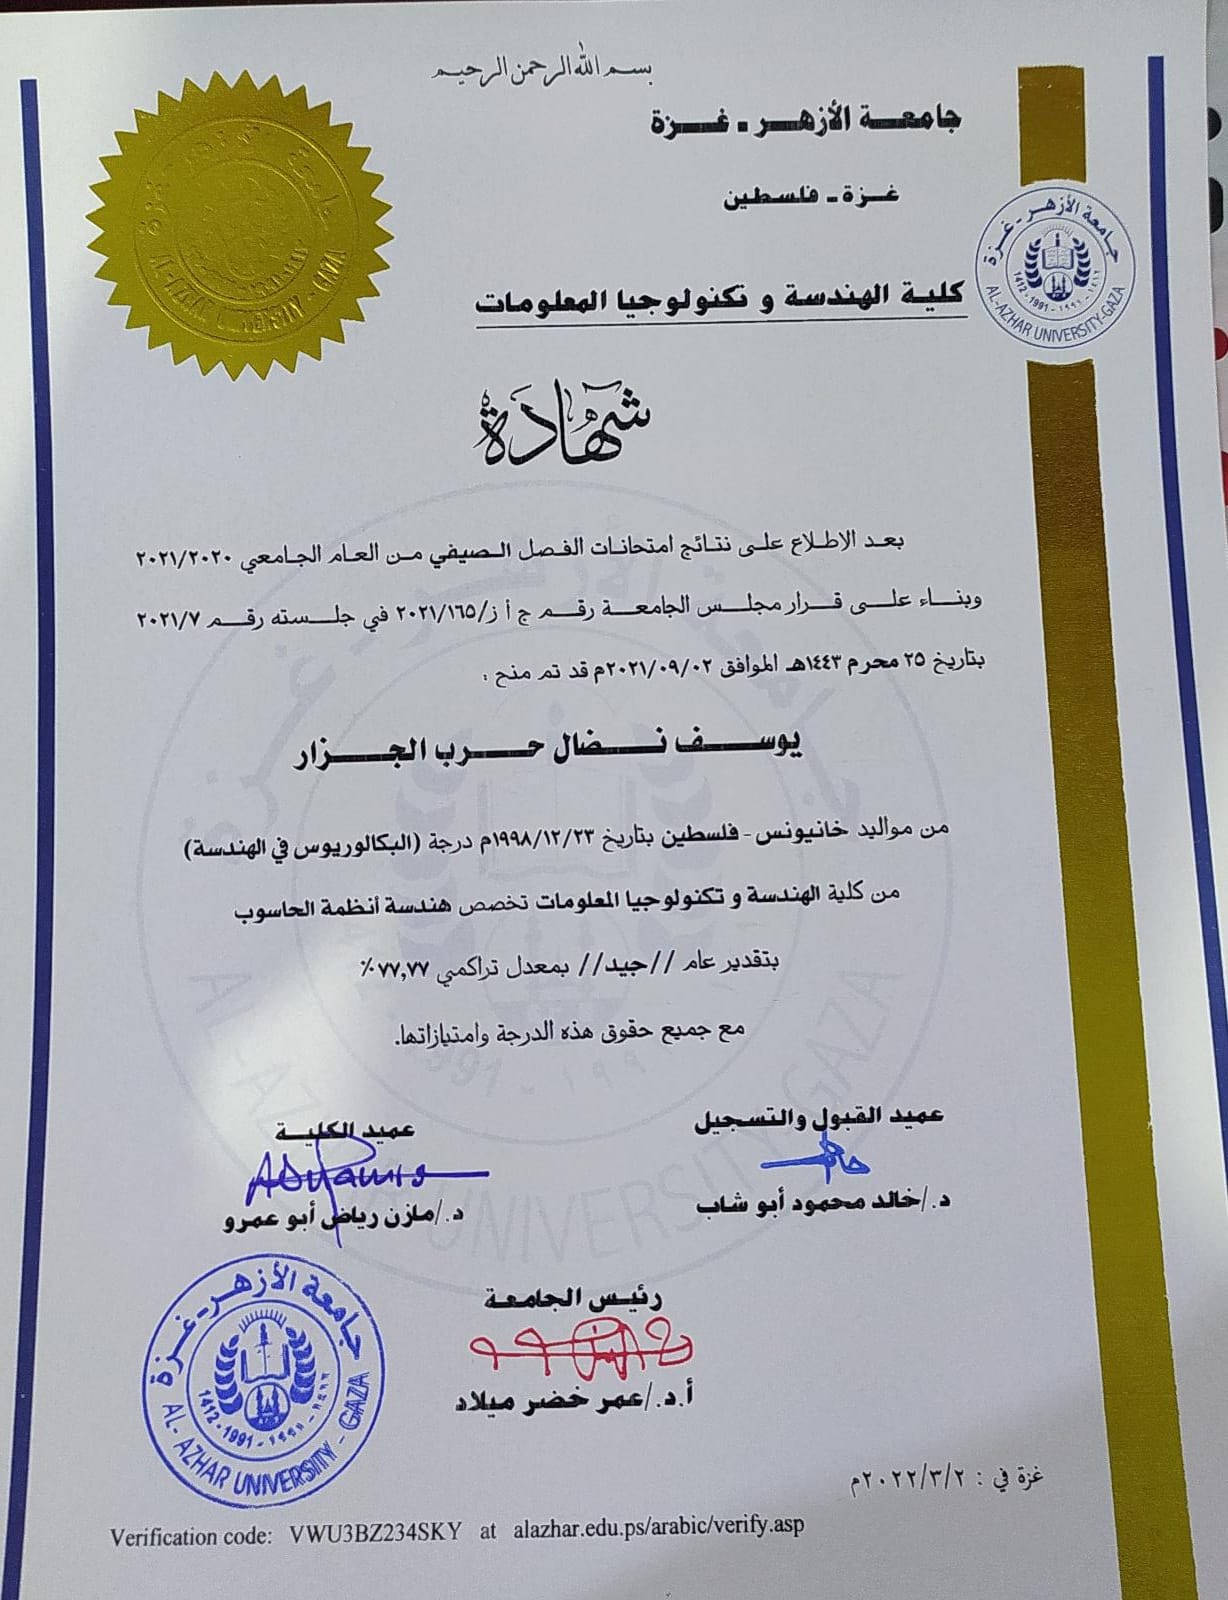 بسم الله الرحمن الرحيم
جامعة الأزهر - غزة
غزة - فلسطين
كلية الهندسة و تكنولوجيا المعلومات
جامعة الأزهر - غزة
1412 - 1991 - ١٩٩١ - ١٤١٢
AL-AZHAR UNIVERSITY-GAZA
جامعة الأزهر - غزة
AL-AZHAR UNIVERSITY - GAZA
شهادة
بعد الاطلاع على نتائج امتحانات الفصل الصيفي من العام الجامعي ٢٠٢١/٢٠٢٠
وبناء على قرار مجلس الجامعة رقم ج أ ز/٢٠٢١/١٦٥ في جلسته رقم ٢٠٢١/٧
بتاريخ ٢٥ محرم ١٤٤٣هـ الموافق ٢٠٢١/٠٩/٠٢م قد تم منح :
يوسف نضال حرب الجزار
من مواليد خانيونس - فلسطين بتاريخ ١٩٩٨/١٢/٢٣م درجة (البكالوريوس في الهندسة)
من كلية الهندسة و تكنولوجيا المعلومات تخصص هندسة أنظمة الحاسوب
بتقدير عام //جيد// بمعدل تراكمي ٧٧,٧٧٪
مع جميع حقوق هذه الدرجة وامتيازاتها.
عميد القبول والتسجيل
د./خالد محمود أبو شاب
عميد الكلية
د./مازن رياض أبو عمرو
رئيس الجامعة
أ.د./عمر خضر ميلاد
جامعة الأزهر - غزة
1412 - 1991 - ١٩٩١ - ١٤١٢
AL- AZHAR UNIVERSITY - GAZA
غزة في : ٢٠٢٢/٣/٢م
Verification code: VWU3BZ234SKY at alazhar.edu.ps/arabic/verify.asp